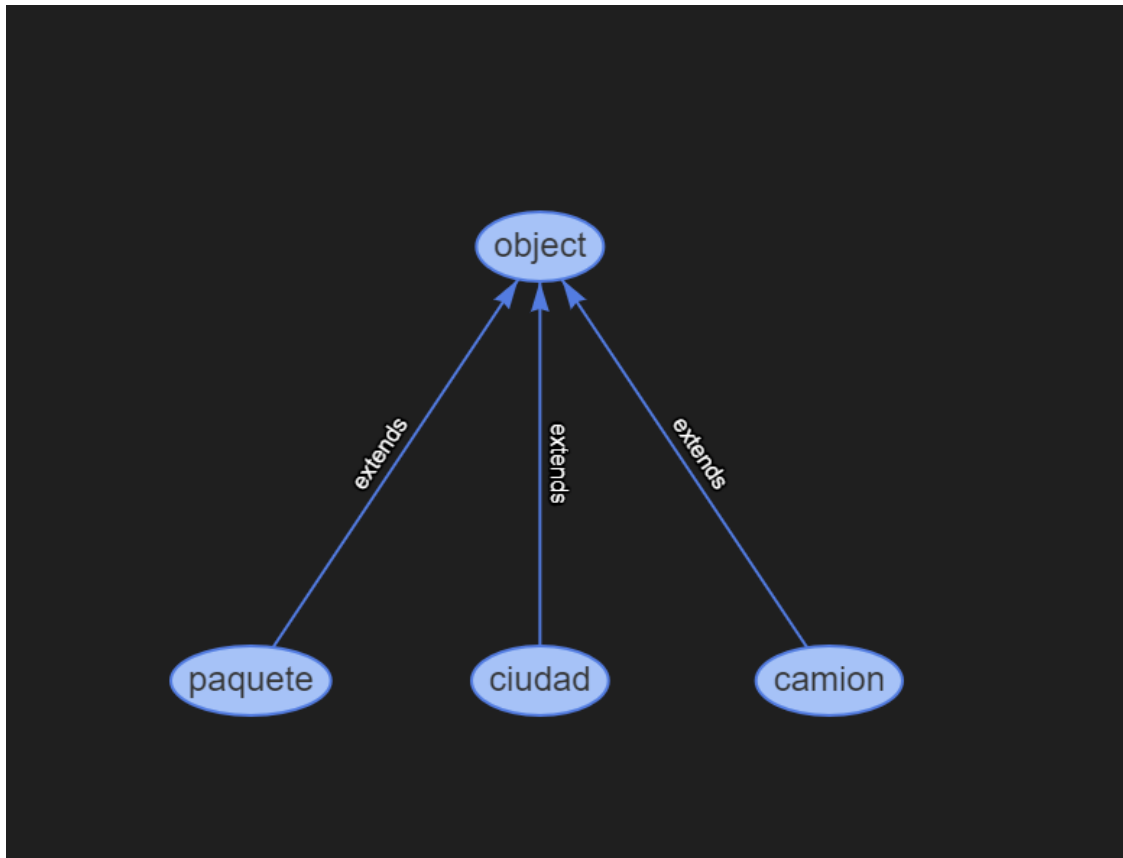 object
extends
extends
extends
paquete
ciudad
camion